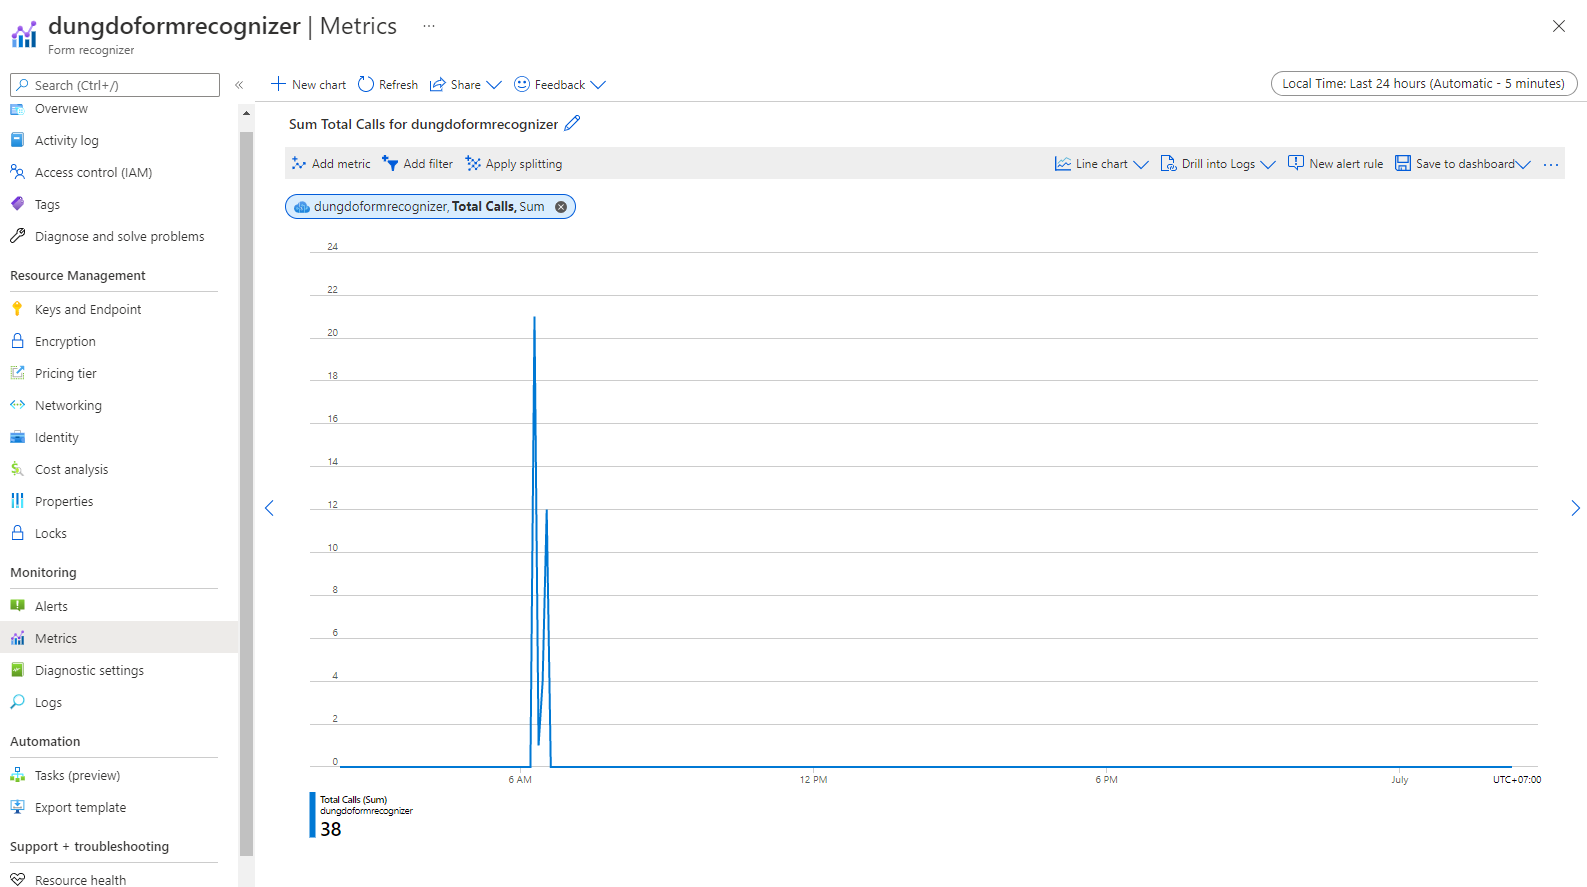 dungdoformrecognizer | Metrics ...
Form recognizer
Search (Ctrl+/)
«
Overview
Activity log
Access control (IAM)
Tags
Diagnose and solve problems
Resource Management
Keys and Endpoint
Encryption
Pricing tier
Networking
Identity
Cost analysis
Properties
Locks
Monitoring
Alerts
Metrics
Diagnostic settings
Logs
Automation
Tasks (preview)
Export template
Support + troubleshooting
Resource health
New chart Refresh Share Feedback
Local Time: Last 24 hours (Automatic - 5 minutes)
Sum Total Calls for dungdoformrecognizer
Add metric Add filter Apply splitting
Line chart Drill into Logs New alert rule Save to dashboard ...
dungdoformrecognizer, Total Calls, Sum
24
22
20
18
16
14
12
10
8
6
4
2
0
6 AM 12 PM 6 PM July UTC+07:00
Total Calls (Sum)
dungdoformrecognizer
38